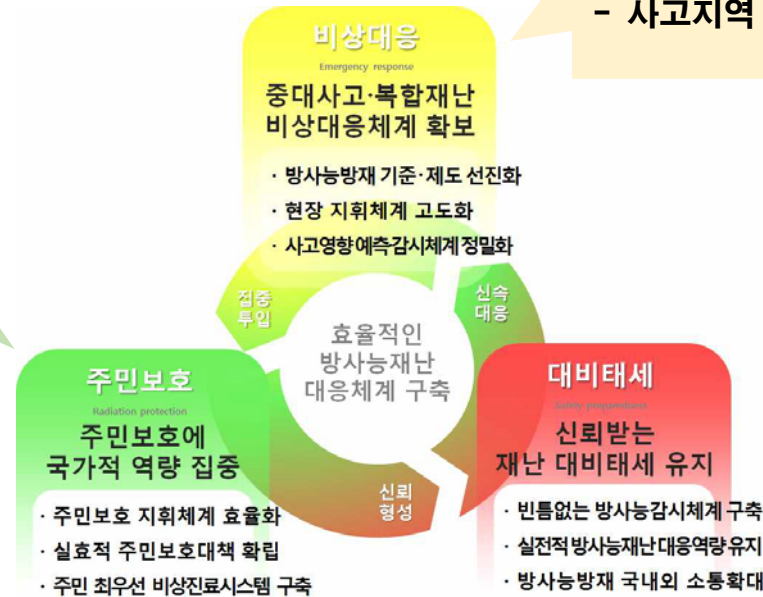 - 사고지역
비상대응
Emergency response
중대사고·복합재난
비상대응체계 확보
· 방사능방재 기준·제도 선진화
· 현장 지휘체계 고도화
· 사고영향예측감시체계정밀화
집중
투입
신속
대응
효율적인
방사능재난
대응체계 구축
신뢰
형성
주민보호
Radiation protection
주민보호에
국가적 역량 집중
· 주민보호 지휘체계 효율화
· 실효적 주민보호대책 확립
· 주민 최우선 비상진료시스템 구축
대비태세
Safety preparedness
신뢰받는
재난 대비태세 유지
· 빈틈없는 방사능감시체계 구축
· 실전적방사능재난대응역량유지
· 방사능방재 국내외 소통확대